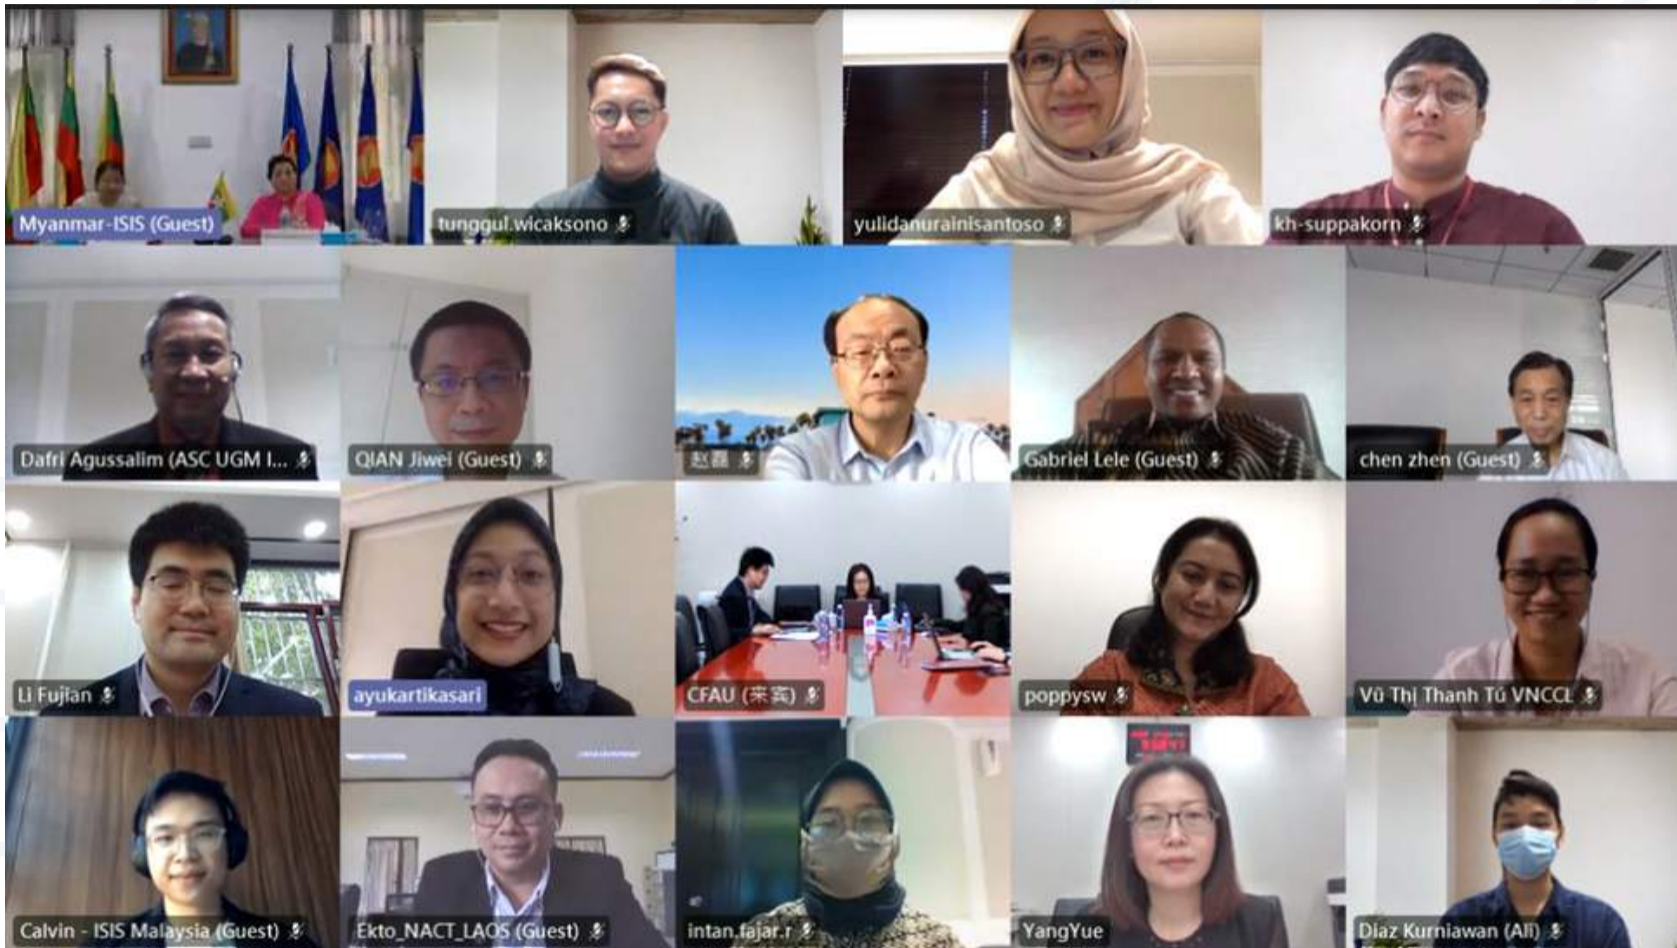 Myanmar-ISIS (Guest)
tunggul.wicaksono
yulidanurainisantoso
kh-suppakorn
Dafri Agussalim (ASC UGM I...
QIAN Jiwei (Guest)
赵磊
Gabriel Lele (Guest)
chen zhen (Guest)
Li Fujian
ayukartikasari
CFAU (来宾)
poppysw
Vũ Thị Thanh Tú VNCCL
Calvin - ISIS Malaysia (Guest)
Ekto_NACT_LAOS (Guest)
intan.fajar.r
YangYue
Diaz Kurniawan (Ali)